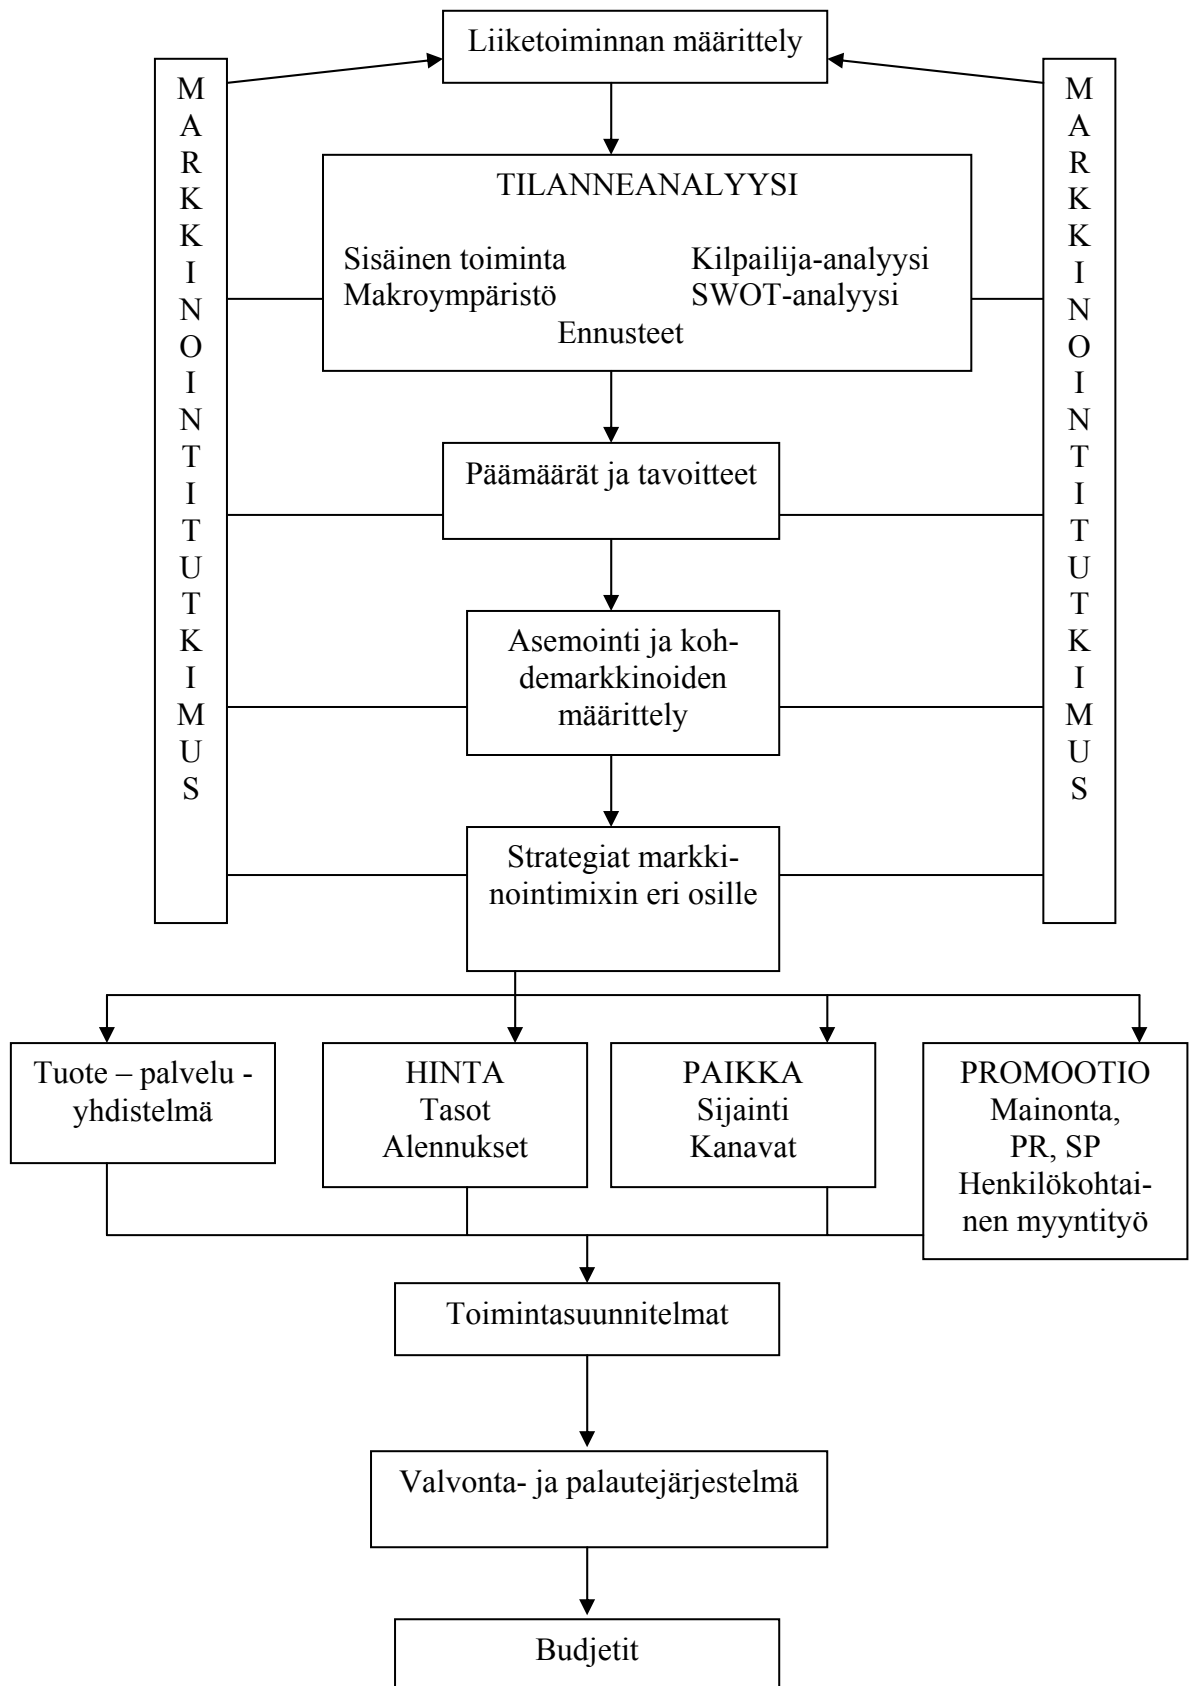 Liiketoiminnan määrittely
M
A
R
K
K
I
N
O
I
N
T
I
T
U
T
K
I
M
U
S
M
A
R
K
K
I
N
O
I
N
T
I
T
U
T
K
I
M
U
S
TILANNEANALYYSI
Sisäinen toiminta Kilpailija-analyysi
Makroympäristö SWOT-analyysi
Ennusteet
Päämäärät ja tavoitteet
Asemointi ja koh-
demarkkinoiden
määrittely
Strategiat markki-
nointimixin eri osille
Tuote – palvelu -
yhdistelmä
HINTA
Tasot
Alennukset
PAIKKA
Sijainti
Kanavat
PROMOOTIO
Mainonta,
PR, SP
Henkilökohtai-
nen myyntityö
Toimintasuunnitelmat
Valvonta- ja palautejärjestelmä
Budjetit